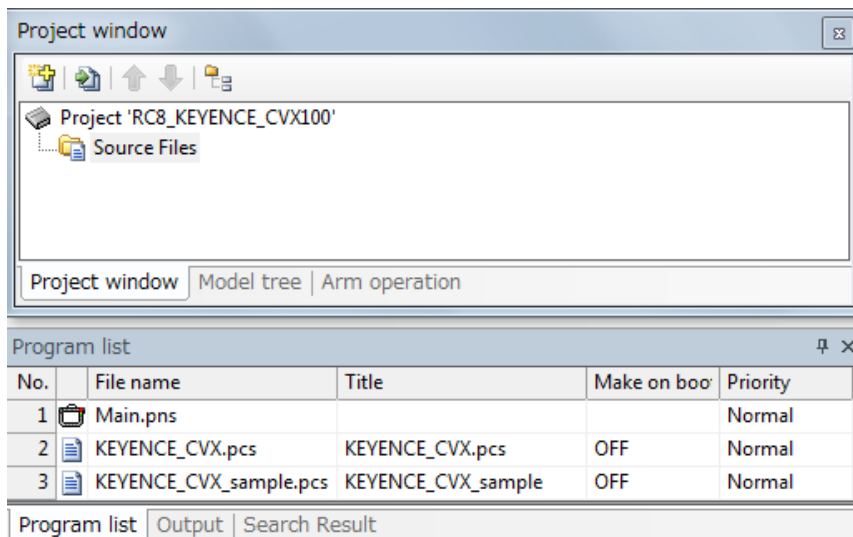 Project window
Project 'RC8_KEYENCE_CVX100'
Source Files
Project window Model tree Arm operation
Program list
No. File name Title Make on boo Priority
1 Main.pns Normal
2 KEYENCE_CVX.pcs KEYENCE_CVX.pcs OFF Normal
3 KEYENCE_CVX_sample.pcs KEYENCE_CVX_sample OFF Normal
Program list Output Search Result